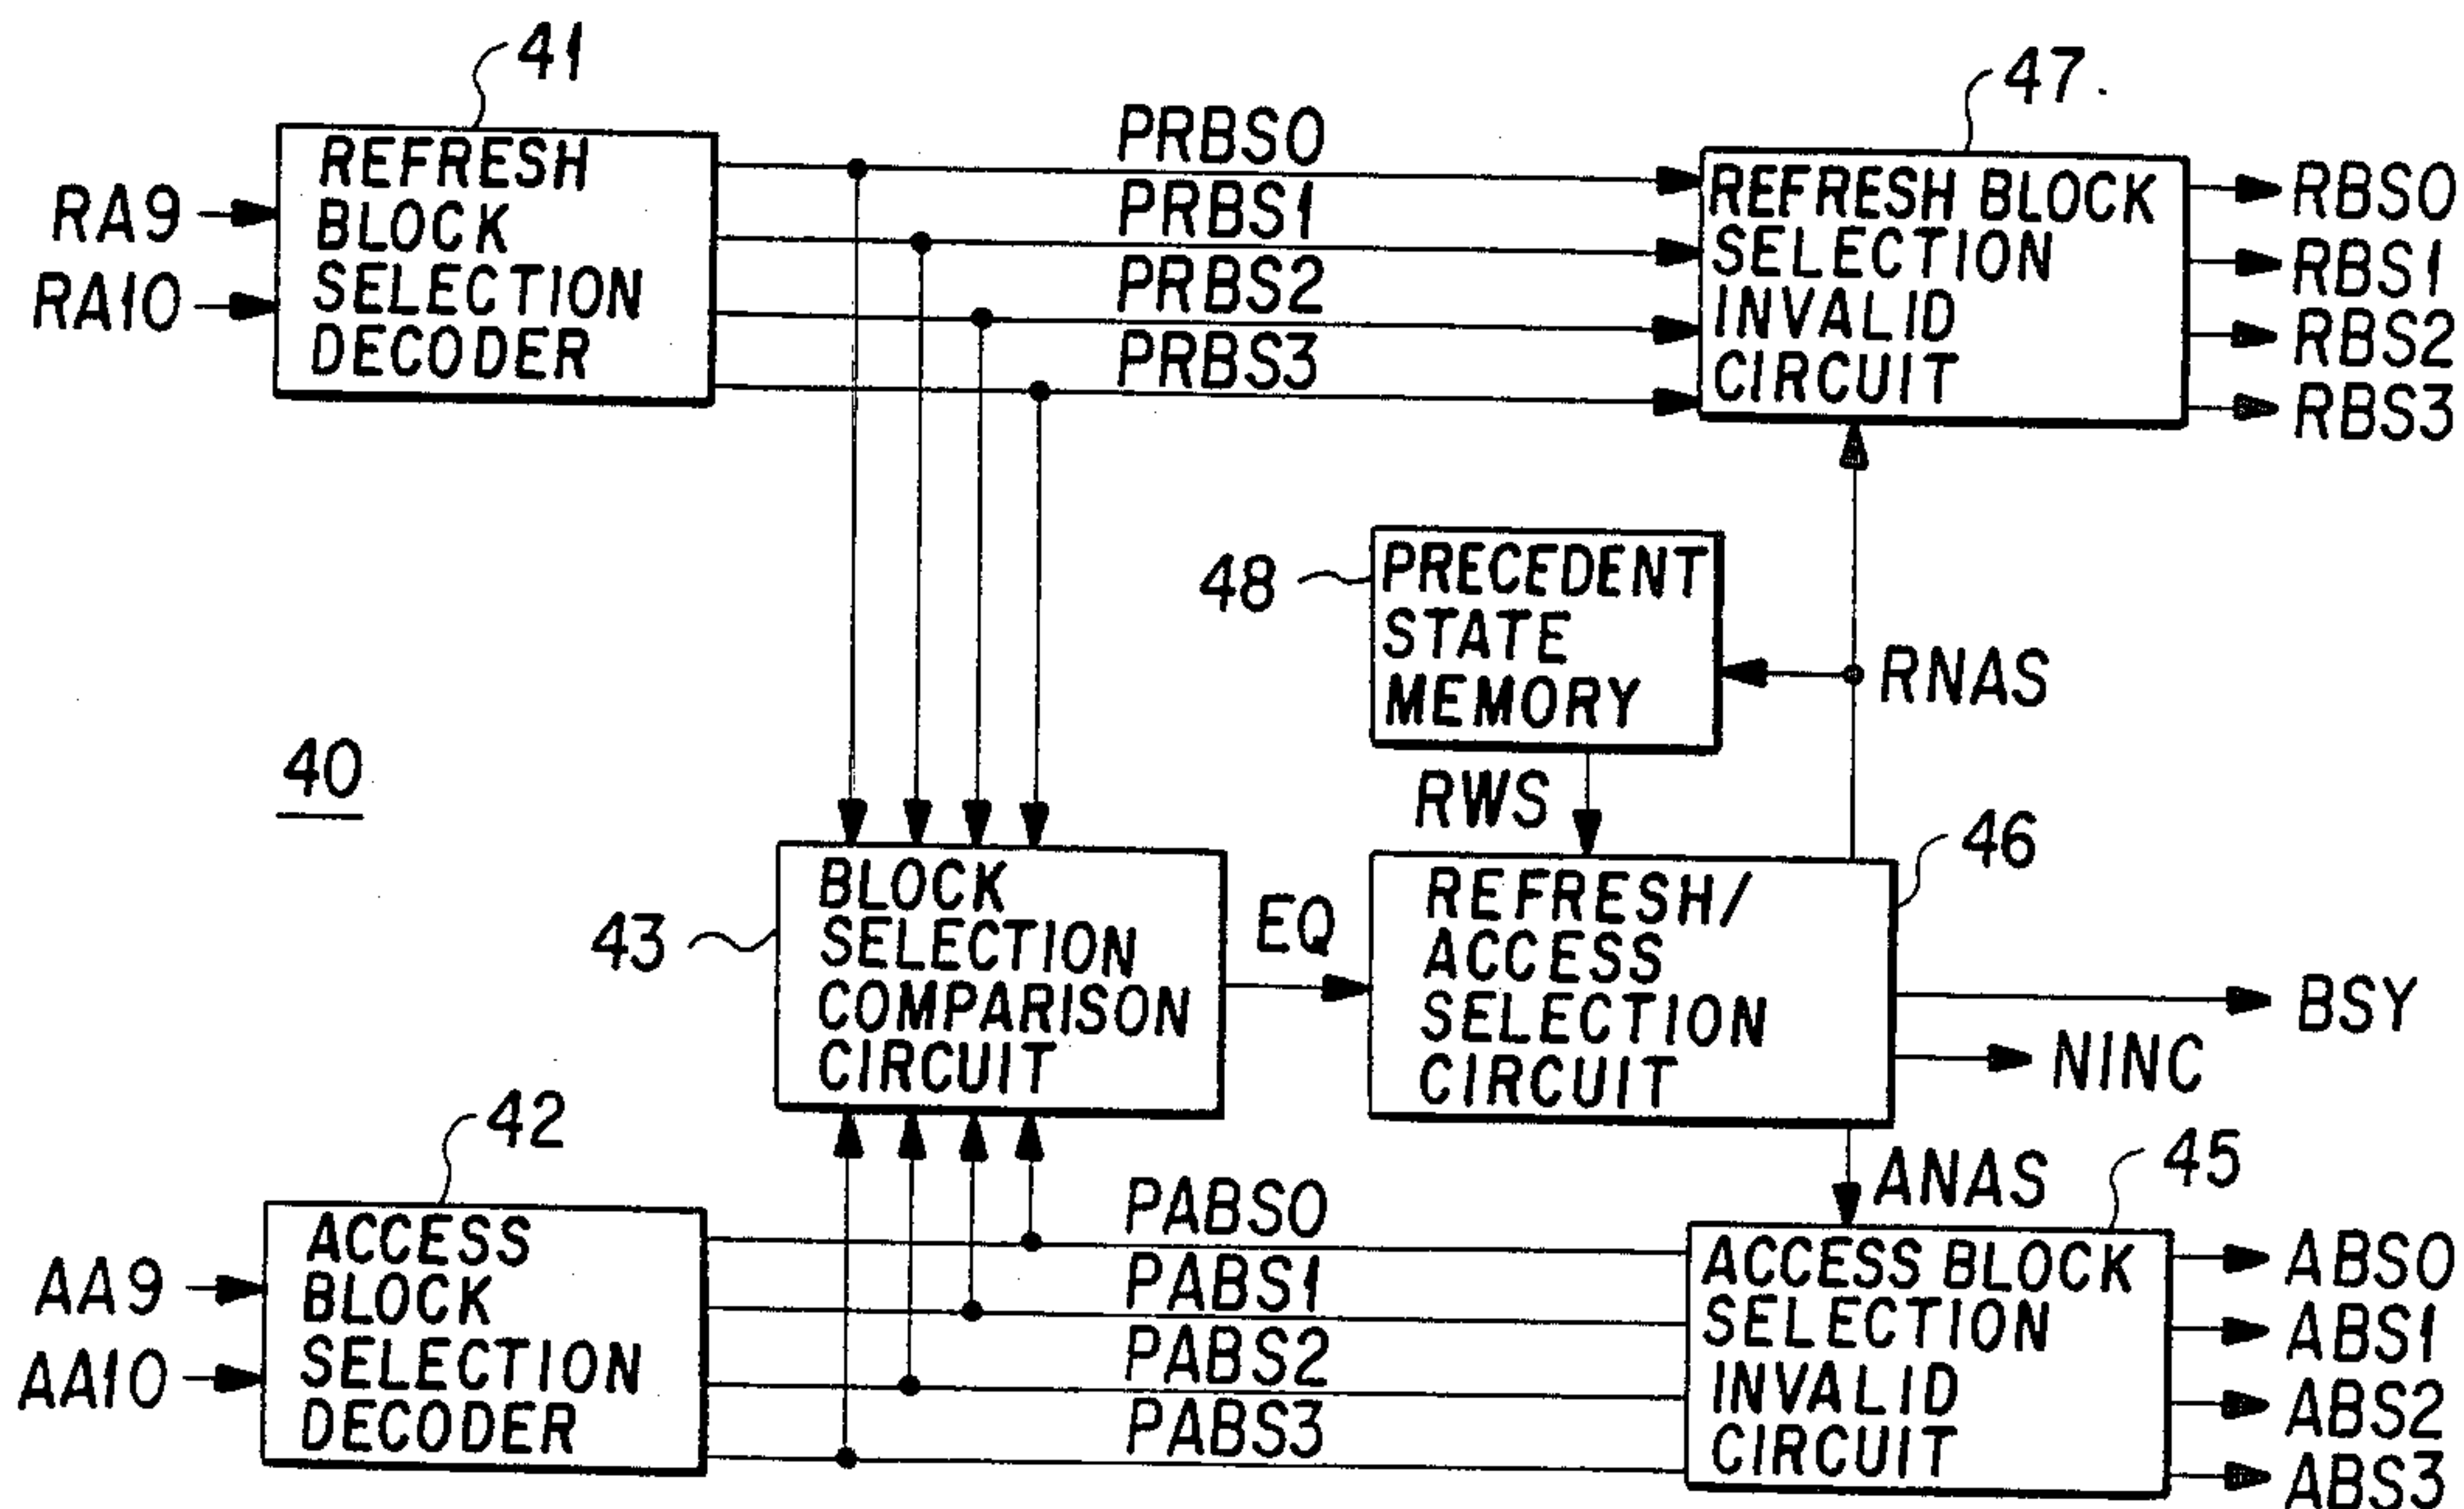 41
47.
REFRESH
BLOCK
SELECTION
DECODER
RA9
RA10
PRBS0
PRBS1
PRBS2
PRBS3
REFRESH BLOCK
SELECTION
INVALID
CIRCUIT
RBS0
RBS1
RBS2
RBS3
48
PRECEDENT
STATE
MEMORY
RNAS
RWS
40
46
43
BLOCK
SELECTION
COMPARISON
CIRCUIT
EQ
REFRESH/
ACCESS
SELECTION
CIRCUIT
BSY
NINC
42
ANAS
45
ACCESS
BLOCK
SELECTION
DECODER
AA9
AA10
PABS0
PABS1
PABS2
PABS3
ACCESS BLOCK
SELECTION
INVALID
CIRCUIT
ABS0
ABS1
ABS2
ABS3